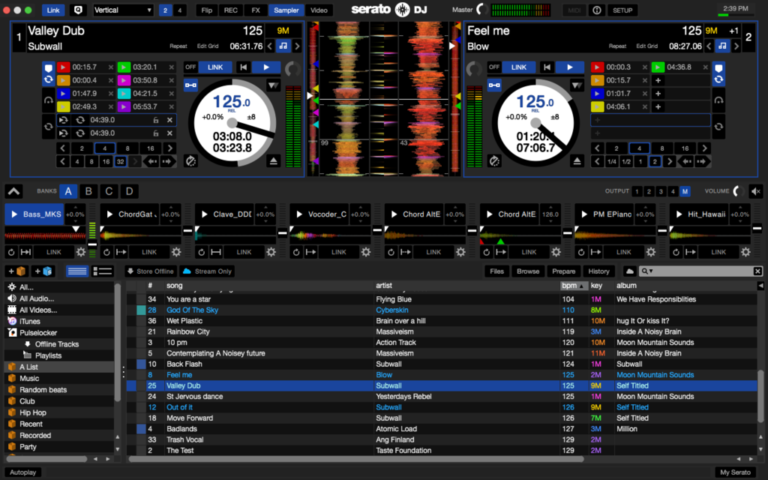 Link Vertical 2 4 Flip REC FX Sampler Video serato DJ Master MIDI SETUP 2:39 PM
1 Valley Dub 125 9M
Subwall Repeat Edit Grid 06:31.76
Feel me 125 9M +1 2
Blow Repeat Edit Grid 08:27.06
00:15.7 03:20.1 OFF LINK
00:00.4 03:50.8
01:47.9 04:21.5
02:49.3 06:53.7
04:39.0
04:39.0
2 4 8 16
4 8 16 32
125.0
REL
+0.0% ±8
03:08.0
03:23.8
99 43
OFF LINK
125.0
REL
+0.0% ±8
01:20.
07:06.7
00:00.3 04:36.8
00:15.7
01:01.7
04:06.1
2 4 8 16
1/4 1/2 1 2
BANKS A B C D OUTPUT 1 2 3 4 M VOLUME
Bass_MKS +0.0% ChordGat +0.0% Clave_DDD +0.0% Vocoder_C +0.0% Chord AltE +0.0% Chord AltE 126.0 PM EPiano +0.0% Hit_Hawaii +0.0%
LINK LINK LINK LINK LINK LINK LINK LINK
Store Offline Stream Only Files Browse Prepare History
All...
All Audio...
All Videos...
iTunes
Pulselocker
Offline Tracks
Playlists
A List
Music
Random beats
Club
Hip Hop
Recent
Recorded
Party
# song artist bpm key album
34 You are a star Flying Blue 104 1M We Have Responsibilities
28 God Of The Sky Cyberskin 110 8M
36 Wet Plastic Brain over a hill 111 10M hug It Or kiss It?
21 Rainbow City Massiveism 119 3M Inside A Noisy Brain
3 10 pm Action Track 120 10M Moon Mountain Sounds
5 Contemplating A Noisey future Massiveism 121 11M Inside A Noisy Brain
10 Back Flash Subwall 124 1M Subwall
8 Feel me Blow 125 2M Moon Mountain Sounds
25 Valley Dub Subwall 125 9M Self Titled
24 St Jervous dance Yesterdays Rebel 125 1M Moon Mountain Sounds
12 Out of it Subwall 126 9M Self Titled
18 Move Forward Subwall 126 7M Self Titled
4 Badlands Atomic Load 127 3M Million
33 Trash Vocal Ang Finland 129 2M
2 The Test Taste Foundation 129 2M
Autoplay My Serato